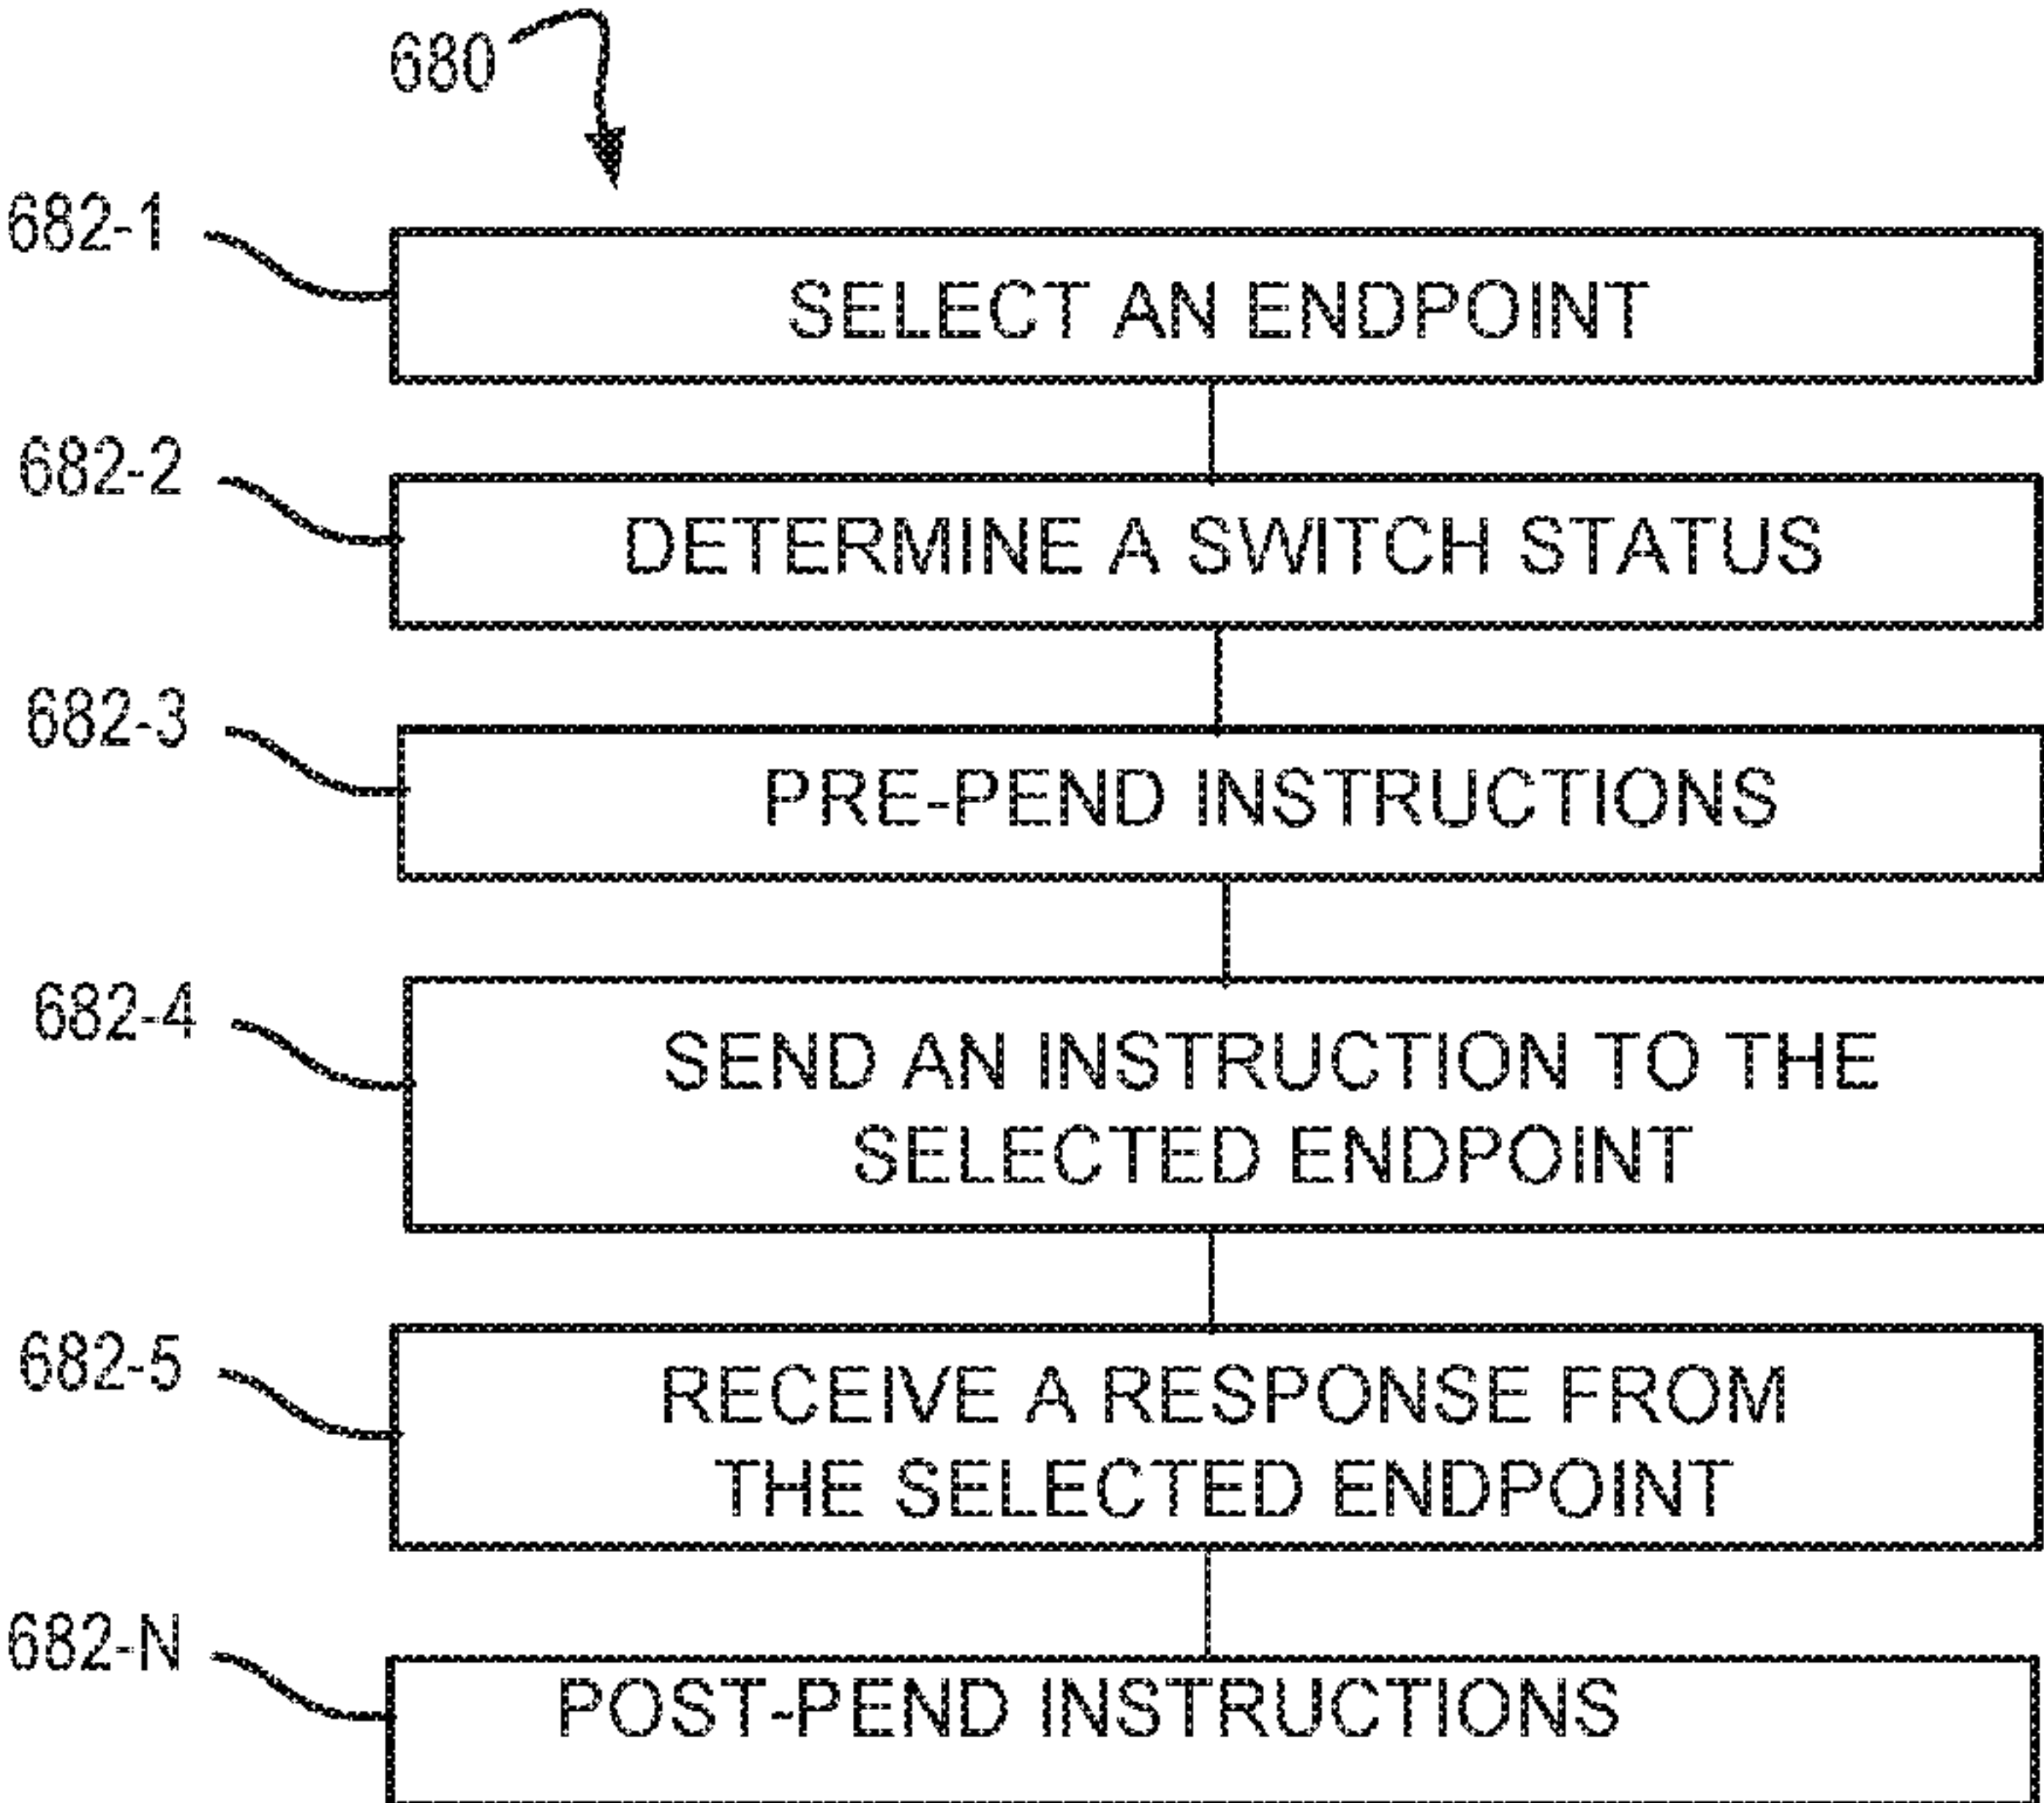 680
682-1
SELECT AN ENDPOINT
682-2
DETERMINE A SWITCH STATUS
682-3
PRE-PEND INSTRUCTIONS
682-4
SEND AN INSTRUCTION TO THE
SELECTED ENDPOINT
682-5
RECEIVE A RESPONSE FROM
THE SELECTED ENDPOINT
682-N
POST-PEND INSTRUCTIONS